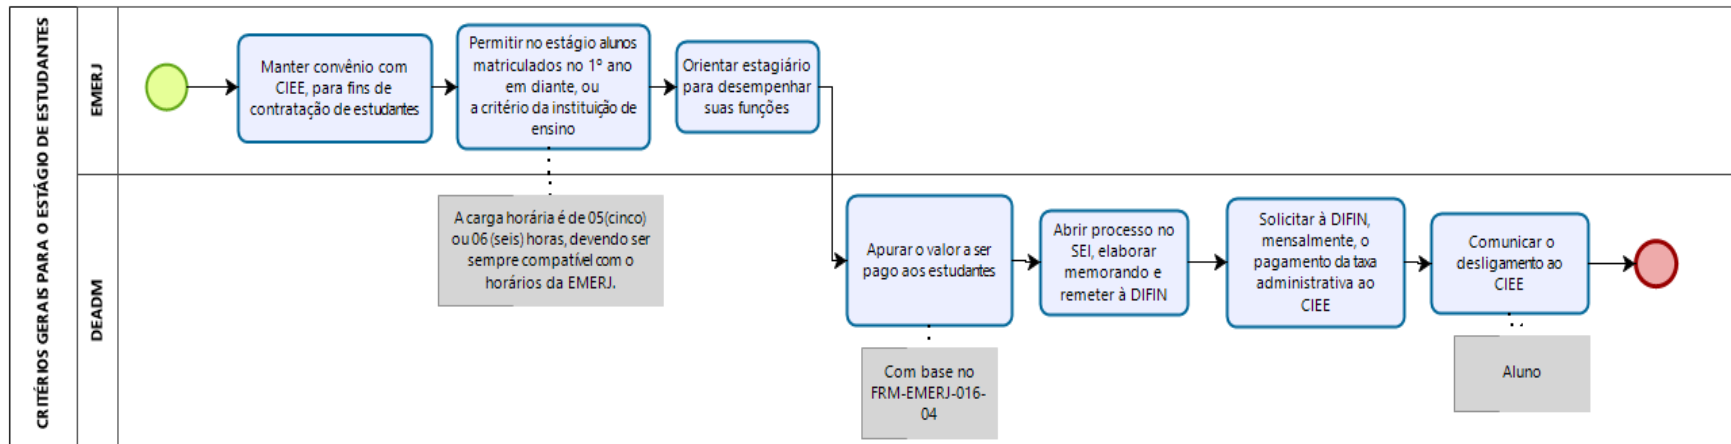 CRITÉRIOS GERAIS PARA O ESTÁGIO DE ESTUDANTES
EMERJ
Manter convênio com
CIEE, para fins de
contratação de estudantes
Permitir no estágio alunos
matriculados no 1º ano
em diante, ou
a critério da instituição de
ensino
Orientar estagiário
para desempenhar
suas funções
A carga horária é de 05(cinco)
ou 06 (seis) horas, devendo ser
sempre compatível com o
horários da EMERJ.
DEADM
Apurar o valor a ser
pago aos estudantes
Abrir processo no
SEI, elaborar
memorando e
remeter à DIFIN
Solicitar à DIFIN,
mensalmente, o
pagamento da taxa
administrativa ao
CIEE
Comunicar o
desligamento ao
CIEE
Com base no
FRM-EMERJ-016-
04
Aluno